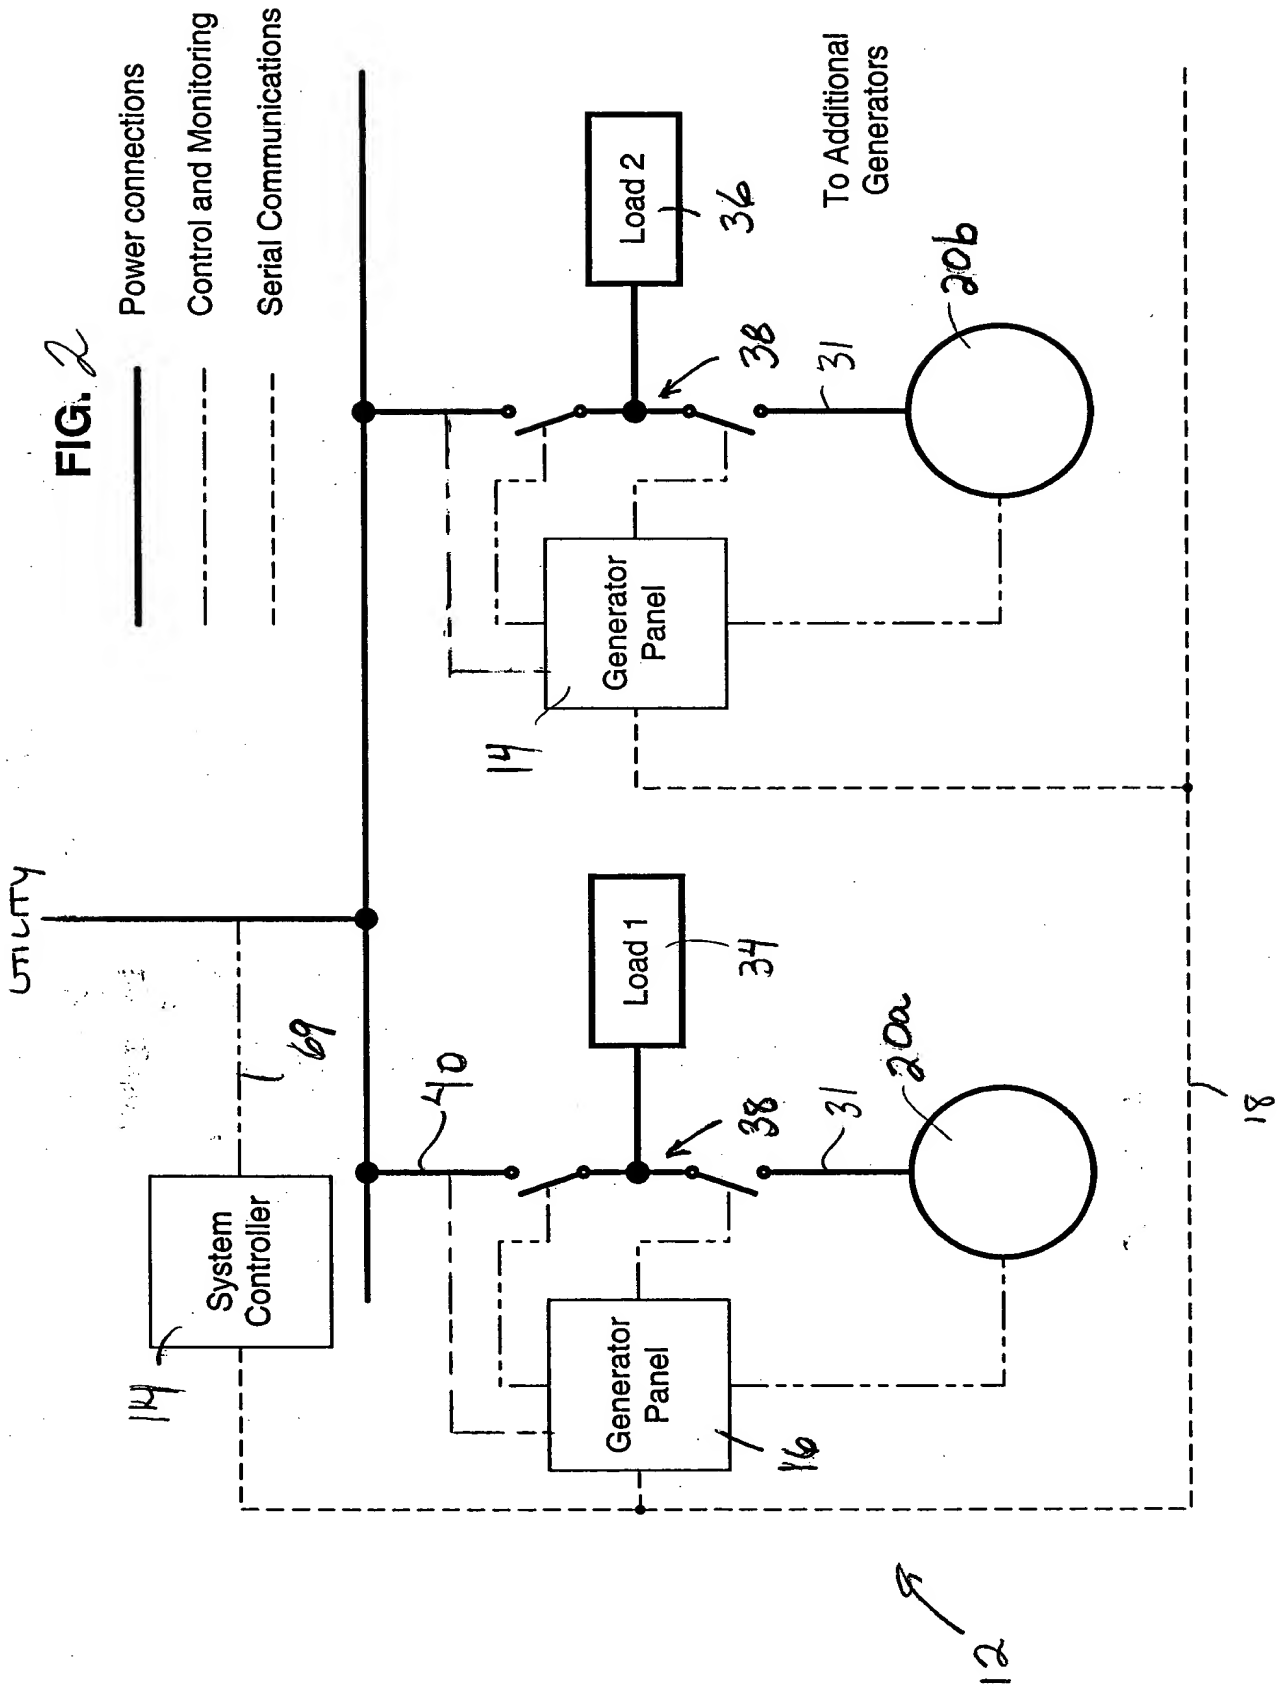 FIG. 2
Power connections
Control and Monitoring
Serial Communications
UTILITY
14
System
Controller
69
40
Load 1
34
38
31
20a
Generator
Panel
16
14
Generator
Panel
Load 2
36
38
31
20b
To Additional
Generators
18
12